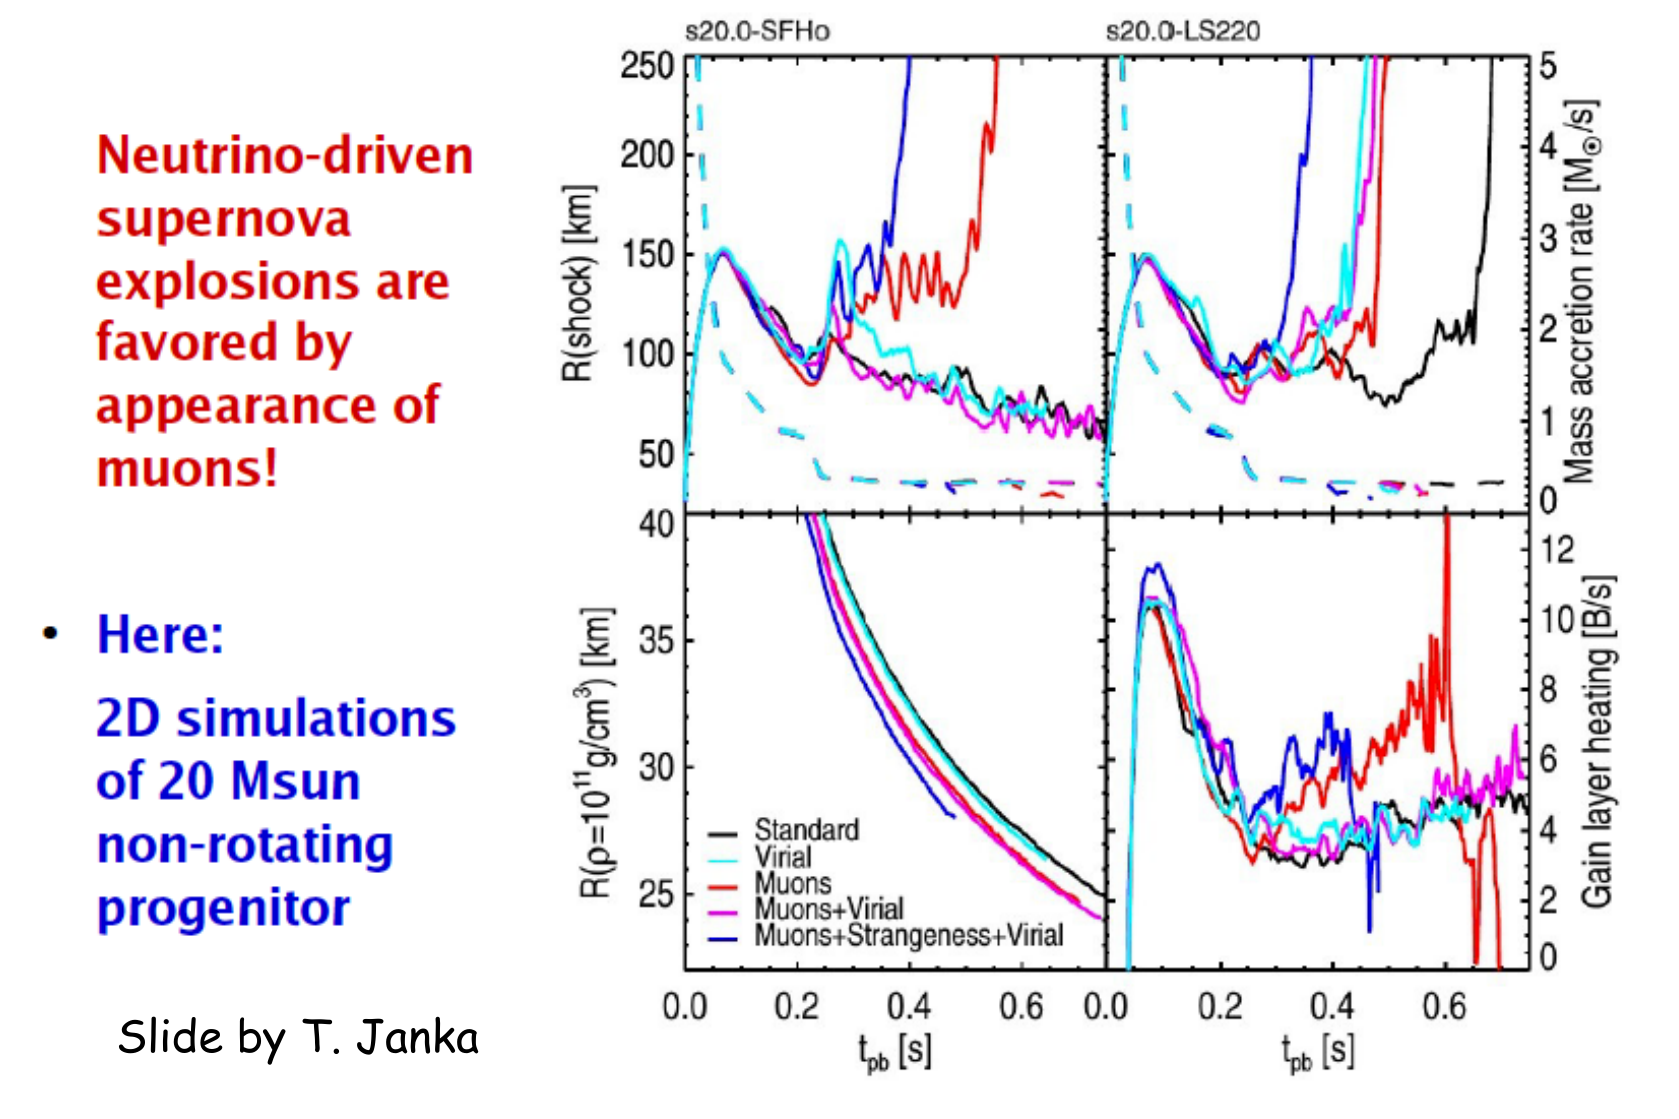 Neutrino-driven
supernova
explosions are
favored by
appearance of
muons!
• Here:
2D simulations
of 20 Msun
non-rotating
progenitor
Slide by T. Janka
s20.0-SFHo
s20.0-LS220
R(shock) [km]
250
200
150
100
50
5
4
3
2
1
0
Mass accretion rate [M☉/s]
R(ρ=10¹¹g/cm³) [km]
40
35
30
25
Standard
Virial
Muons
Muons+Virial
Muons+Strangeness+Virial
12
10
8
6
4
2
0
Gain layer heating [B/s]
0.0 0.2 0.4 0.6 0.0 0.2 0.4 0.6
t_pb [s]
t_pb [s]